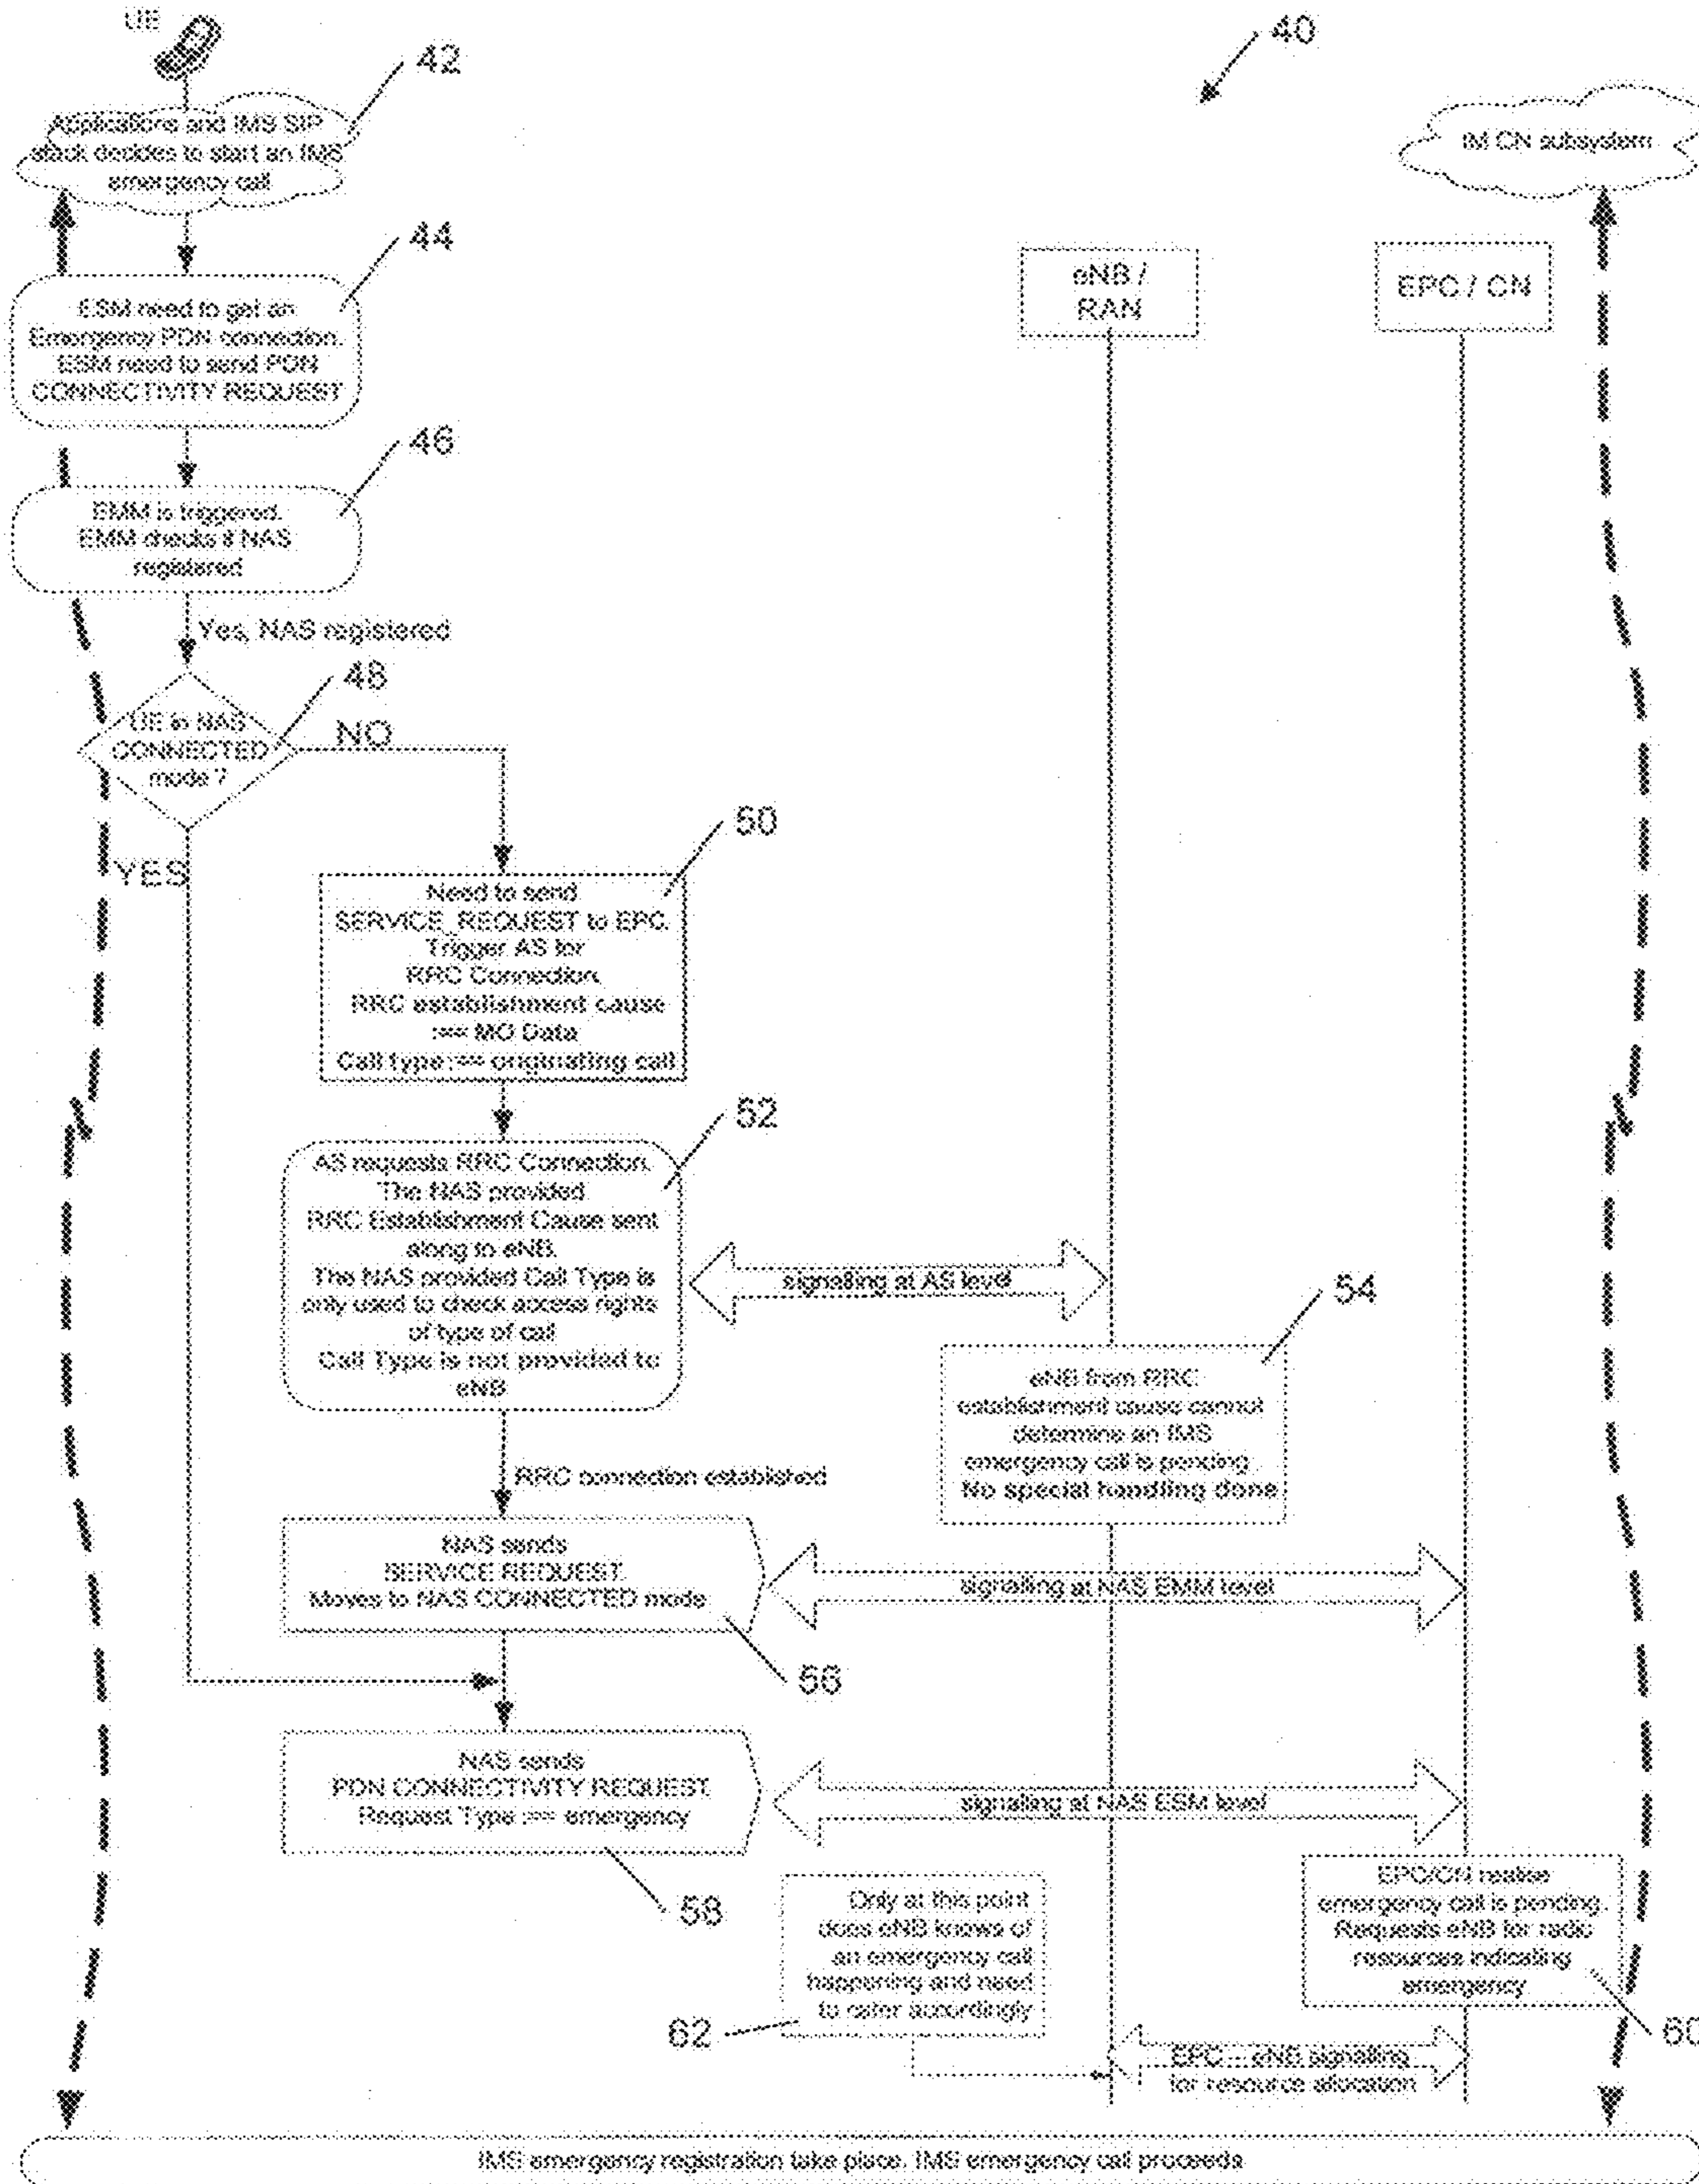 UE
42
40
Applications and IMS SIP
stack decides to start an IMS
emergency call
IM CN subsystem
44
ESM need to get an
Emergency PDN connection.
ESM need to send PDN
CONNECTIVITY REQUEST
eNB /
RAN
EPC / CN
46
EMM is triggered.
EMM checks if NAS
registered
Yes, NAS registered
48
UE in NAS
CONNECTED
mode ?
NO
YES
50
Need to send
SERVICE_REQUEST to EPC.
Trigger AS for
RRC Connection.
RRC establishment cause
:== MO Data
Call type :== originating call
52
AS requests RRC Connection.
The NAS provided
RRC Establishment Cause sent
along to eNB.
The NAS provided Call Type is
only used to check access rights
of type of call
Call Type is not provided to
eNB
signalling at AS level
54
eNB from RRC
establishment cause cannot
determine an IMS
emergency call is pending.
No special handling done
RRC connection established
NAS sends
SERVICE REQUEST.
Moves to NAS CONNECTED mode
signalling at NAS EMM level
56
NAS sends
PDN CONNECTIVITY REQUEST.
Request Type :== emergency
signalling at NAS ESM level
58
Only at this point
does eNB knows of
an emergency call
happening and need
to cater accordingly
62
EPC/CN realise
emergency call is pending.
Requests eNB for radio
resources indicating
emergency
60
EPC - eNB signalling
for resource allocation
IMS emergency registration take place. IMS emergency call proceeds